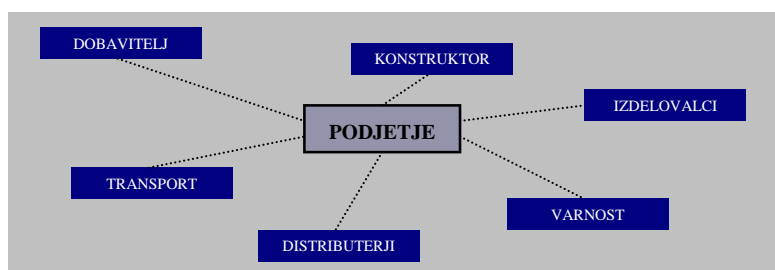 DOBAVITELJ
KONSTRUKTOR
IZDELOVALCI
PODJETJE
TRANSPORT
VARNOST
DISTRIBUTERJI